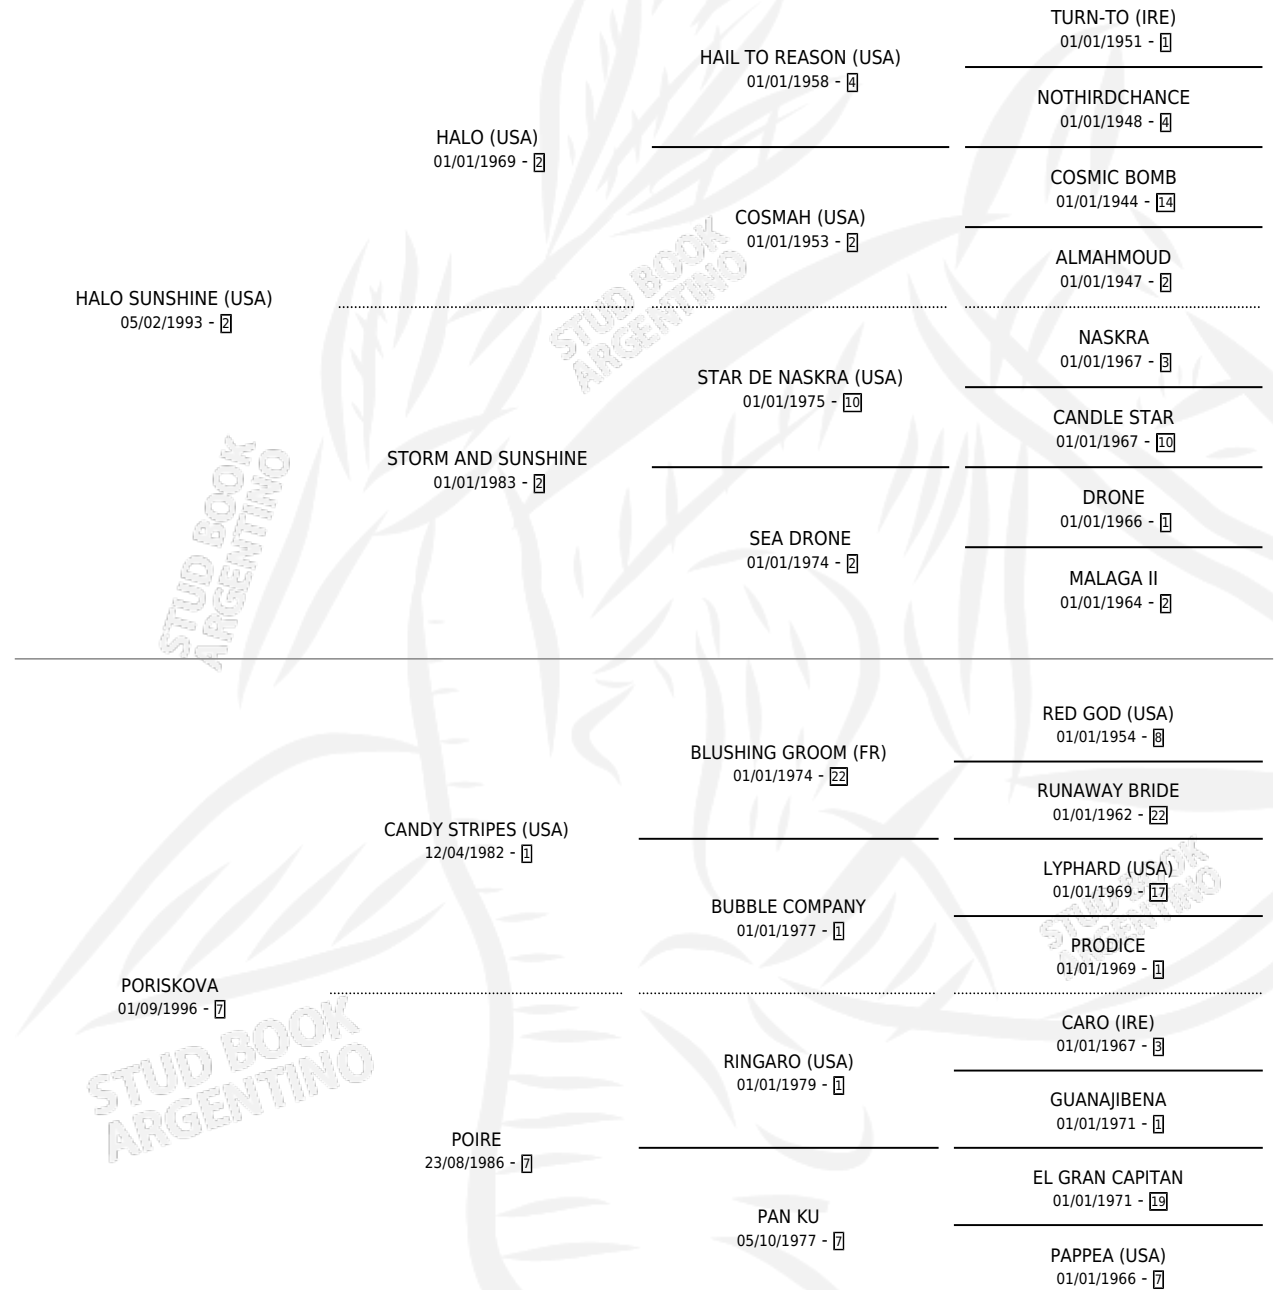 TURN-TO (IRE)
01/01/1951 - 1
HAIL TO REASON (USA)
01/01/1958 - 4
NOTHIRDCHANCE
01/01/1948 - 4
HALO (USA)
01/01/1969 - 2
COSMIC BOMB
01/01/1944 - 14
COSMAH (USA)
01/01/1953 - 2
ALMAHMOUD
01/01/1947 - 2
HALO SUNSHINE (USA)
05/02/1993 - 2
STUD BOOK
ARGENTINO
NASKRA
01/01/1967 - 3
STAR DE NASKRA (USA)
01/01/1975 - 10
CANDLE STAR
01/01/1967 - 10
STORM AND SUNSHINE
01/01/1983 - 2
DRONE
01/01/1966 - 1
SEA DRONE
01/01/1974 - 2
MALAGA II
01/01/1964 - 2
STUD BOOK
ARGENTINO
RED GOD (USA)
01/01/1954 - 8
BLUSHING GROOM (FR)
01/01/1974 - 22
RUNAWAY BRIDE
01/01/1962 - 22
CANDY STRIPES (USA)
12/04/1982 - 1
LYPHARD (USA)
01/01/1969 - 17
BUBBLE COMPANY
01/01/1977 - 1
STUD BOOK
ARGENTINO
PRODICE
01/01/1969 - 1
PORISKOVA
01/09/1996 - 7
STUD BOOK
ARGENTINO
CARO (IRE)
01/01/1967 - 3
RINGARO (USA)
01/01/1979 - 1
GUANAJIBENA
01/01/1971 - 1
POIRE
23/08/1986 - 7
EL GRAN CAPITAN
01/01/1971 - 19
PAN KU
05/10/1977 - 7
PAPPEA (USA)
01/01/1966 - 7